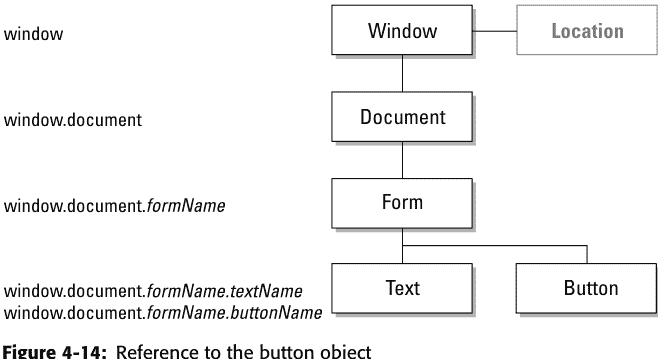 window
Window
Location
window.document
Document
window.document.formName
Form
window.document.formName.textName
window.document.formName.buttonName
Text
Button
Figure 4-14: Reference to the button object